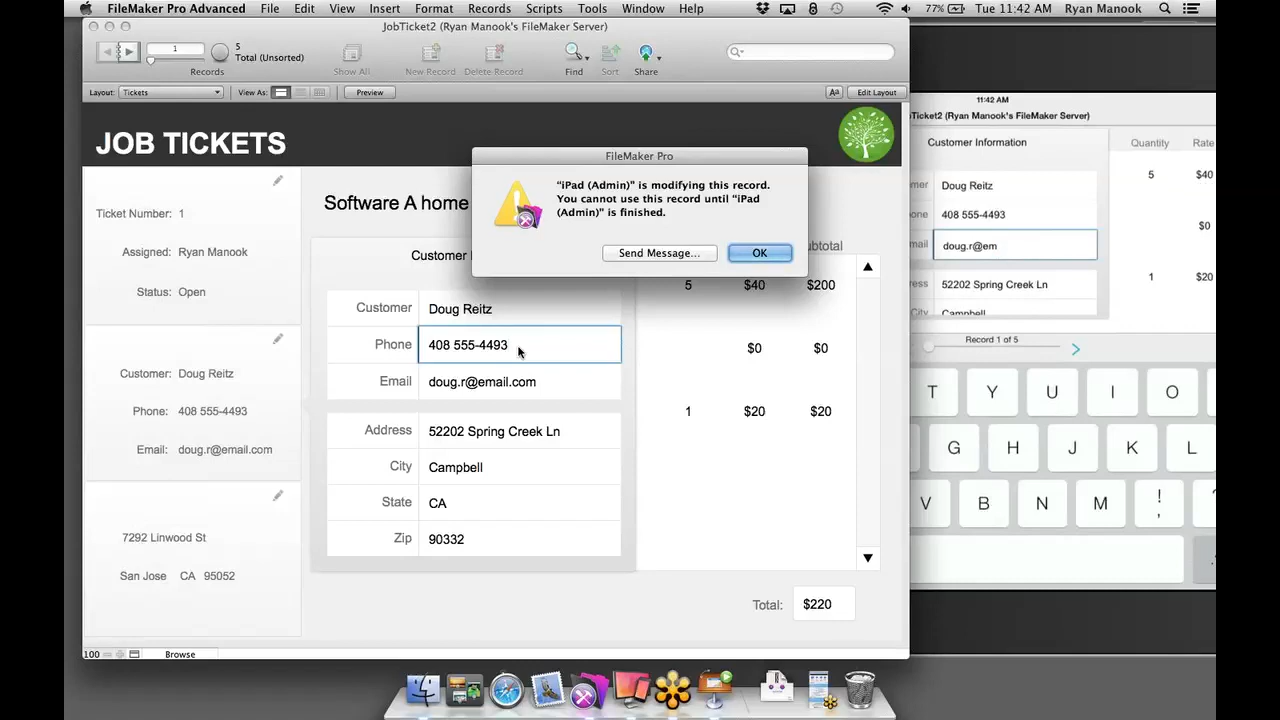 FileMaker Pro Advanced File Edit View Insert Format Records Scripts Tools Window Help 77% Tue 11:42 AM Ryan Manook
JobTicket2 (Ryan Manook's FileMaker Server)
1
5
Total (Unsorted)
Records
Show All
New Record
Delete Record
Find
Sort
Share
Layout: Tickets
View As:
Preview
Aa
Edit Layout
JOB TICKETS
FileMaker Pro
“iPad (Admin)” is modifying this record.
You cannot use this record until “iPad
(Admin)” is finished.
Send Message...
OK
Ticket Number: 1
Assigned: Ryan Manook
Status: Open
Customer: Doug Reitz
Phone: 408 555-4493
Email: doug.r@email.com
7292 Linwood St
San Jose CA 95052
Software A home
Customer
Customer Doug Reitz
Phone 408 555-4493
Email doug.r@email.com
Address 52202 Spring Creek Ln
City Campbell
State CA
Zip 90332
ubtotal
5 $40 $200
$0 $0
1 $20 $20
Total: $220
100
Browse
11:42 AM
Ticket2 (Ryan Manook's FileMaker Server)
Customer Information
Quantity Rate
Doug Reitz
408 555-4493
doug.r@em
52202 Spring Creek Ln
Campbell
5 $40
$0
1 $20
Record 1 of 5
T Y U I O
G H J K L
V B N M ! ,